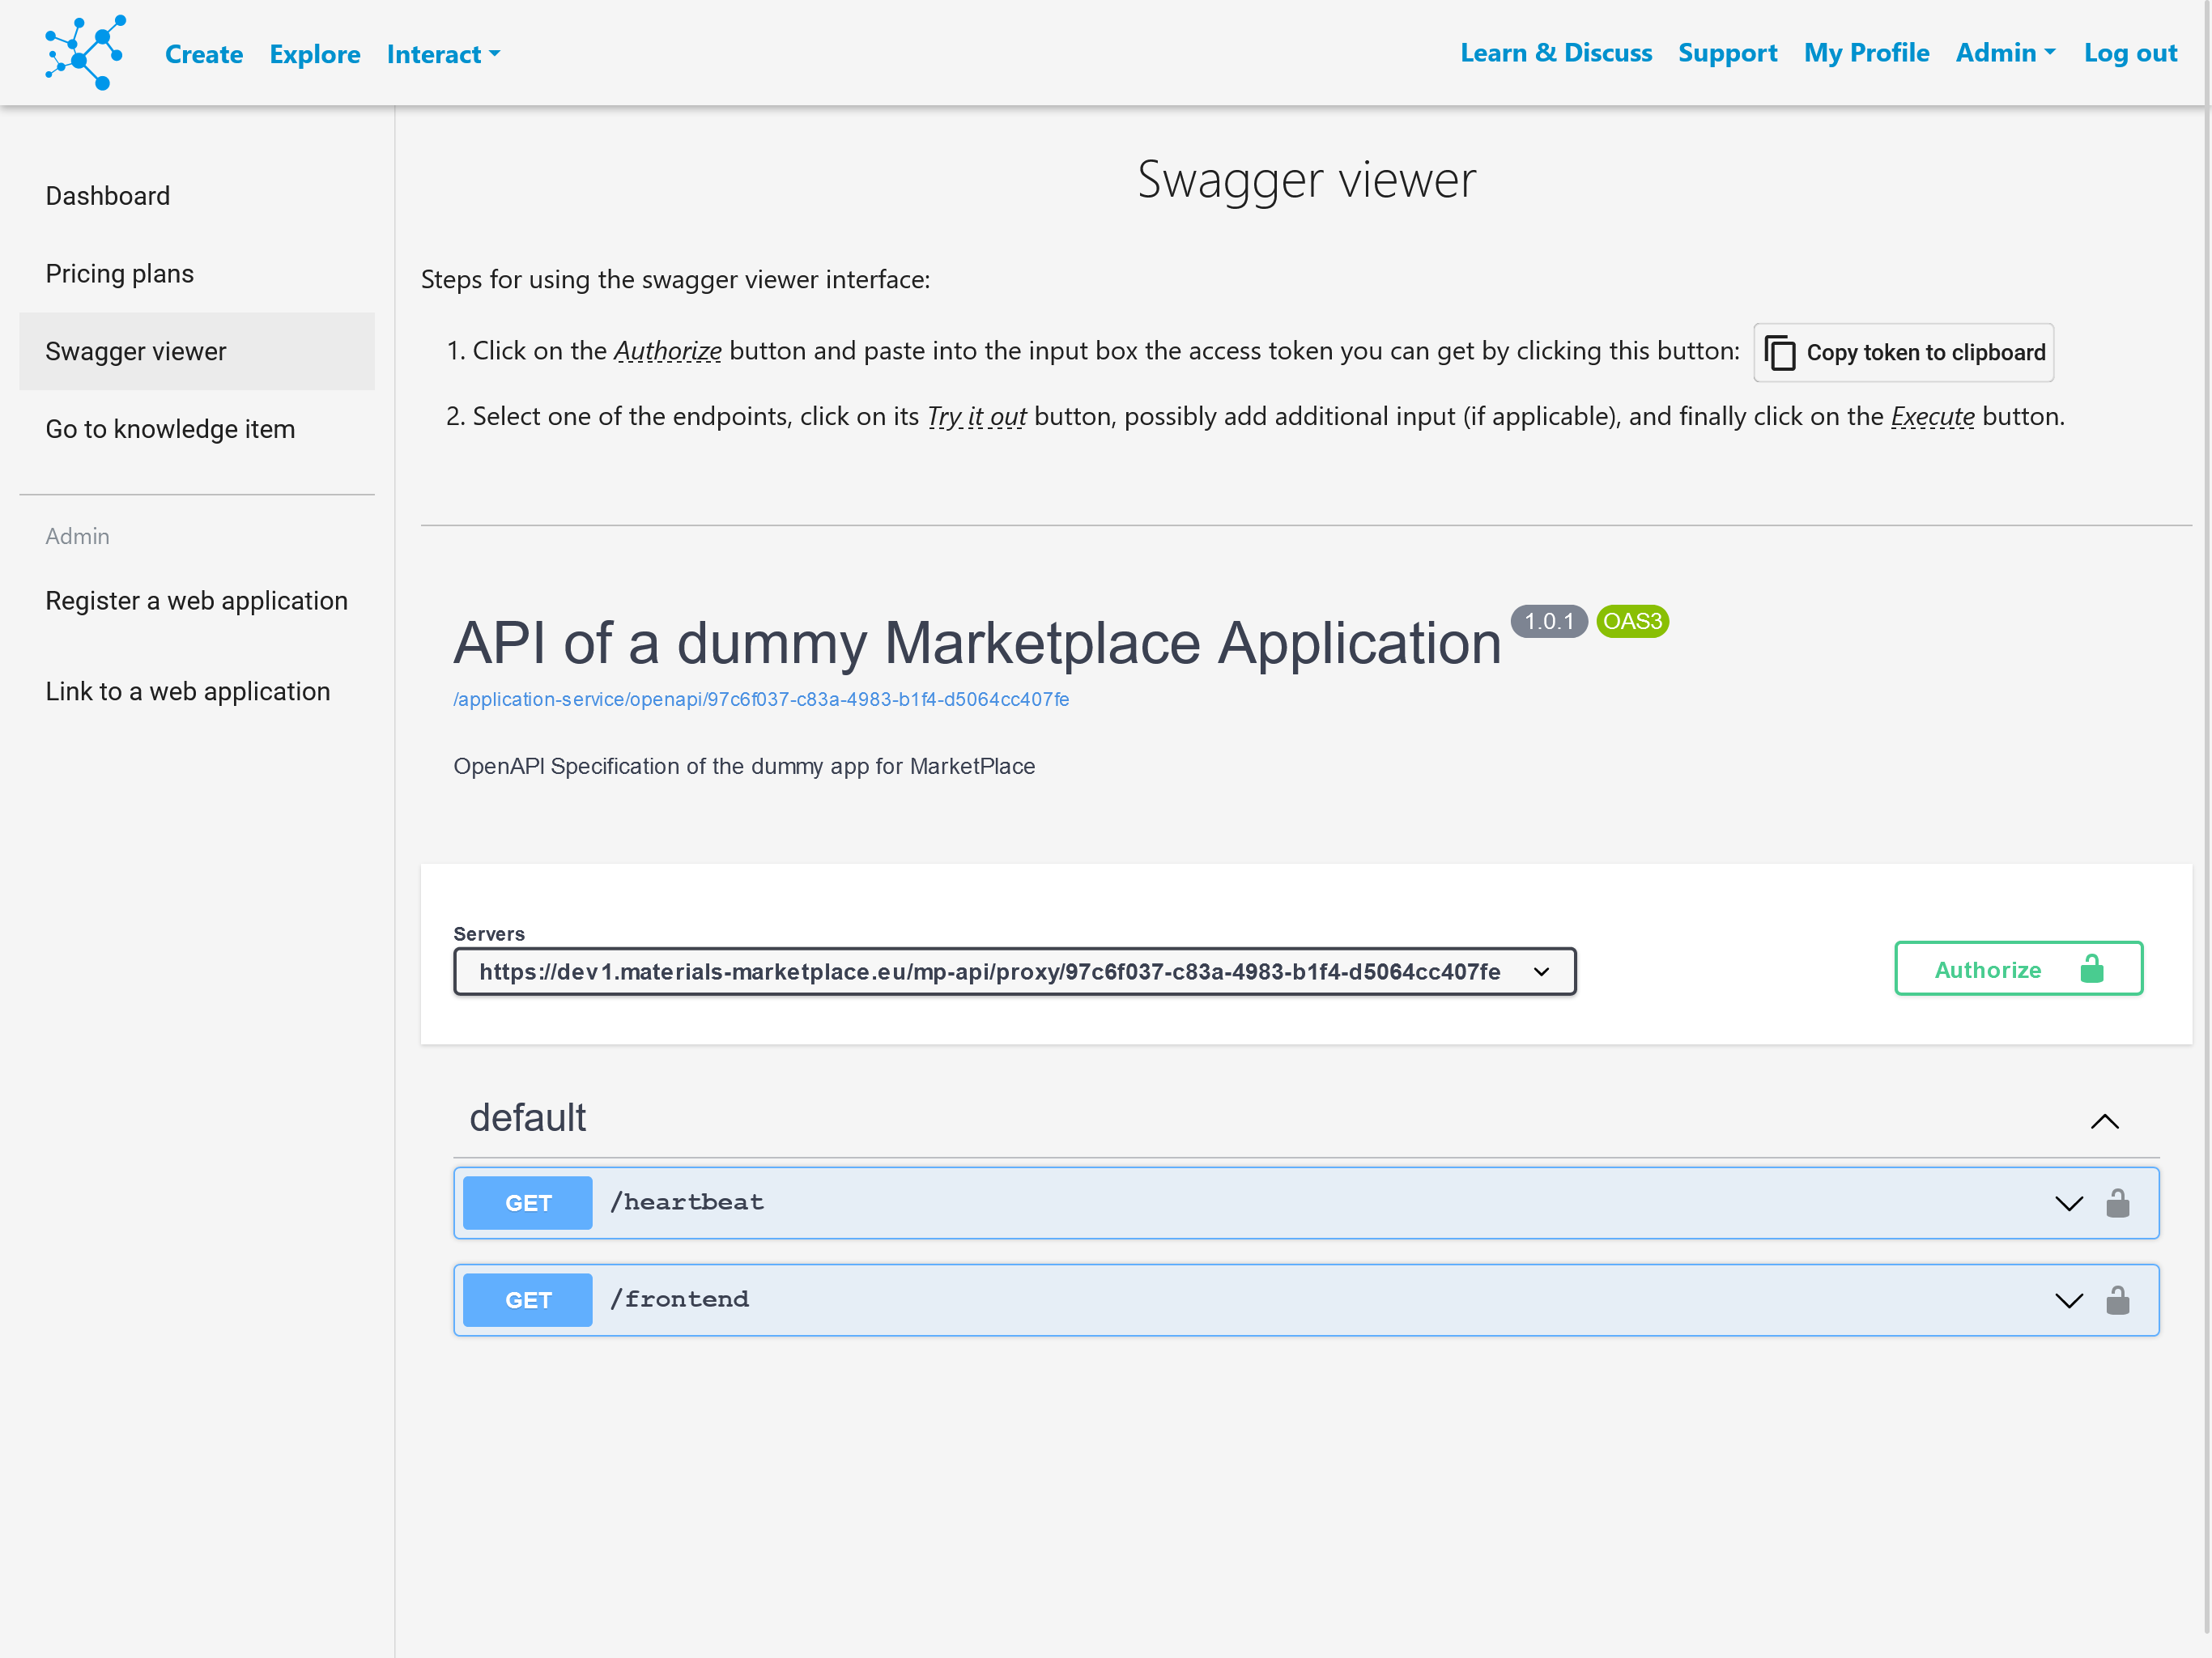 Create Explore Interact
Learn & Discuss Support My Profile Admin Log out
Dashboard
Pricing plans
Swagger viewer
Go to knowledge item
Admin
Register a web application
Link to a web application
Swagger viewer
Steps for using the swagger viewer interface:
1. Click on the Authorize button and paste into the input box the access token you can get by clicking this button: Copy token to clipboard
2. Select one of the endpoints, click on its Try it out button, possibly add additional input (if applicable), and finally click on the Execute button.
API of a dummy Marketplace Application 1.0.1 OAS3
/application-service/openapi/97c6f037-c83a-4983-b1f4-d5064cc407fe
OpenAPI Specification of the dummy app for MarketPlace
Servers
https://dev1.materials-marketplace.eu/mp-api/proxy/97c6f037-c83a-4983-b1f4-d5064cc407fe
Authorize
default
GET /heartbeat
GET /frontend